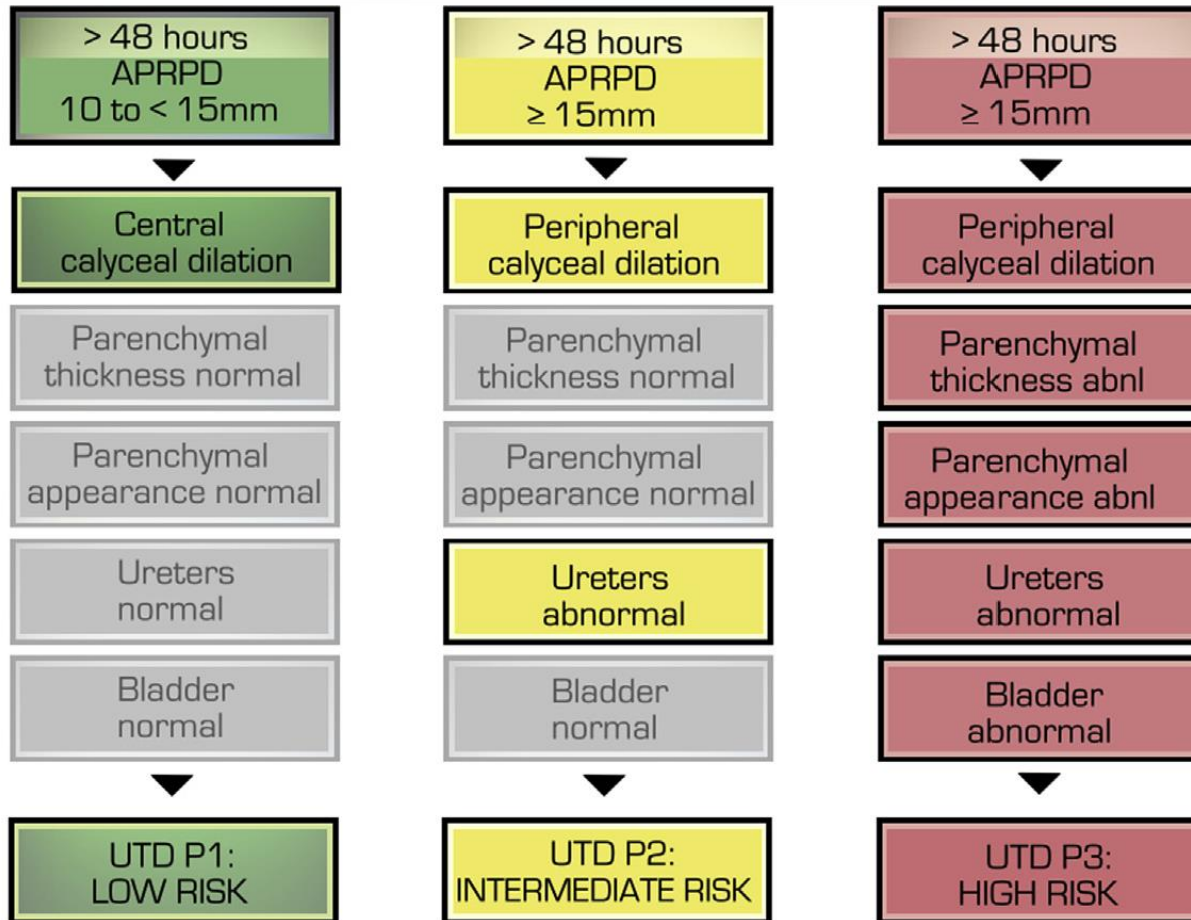 > 48 hours
APRPD
10 to < 15mm
Central
calyceal dilation
Parenchymal
thickness normal
Parenchymal
appearance normal
Ureters
normal
Bladder
normal
UTD P1:
LOW RISK
> 48 hours
APRPD
≥ 15mm
Peripheral
calyceal dilation
Parenchymal
thickness normal
Parenchymal
appearance normal
Ureters
abnormal
Bladder
normal
UTD P2:
INTERMEDIATE RISK
> 48 hours
APRPD
≥ 15mm
Peripheral
calyceal dilation
Parenchymal
thickness abnl
Parenchymal
appearance abnl
Ureters
abnormal
Bladder
abnormal
UTD P3:
HIGH RISK